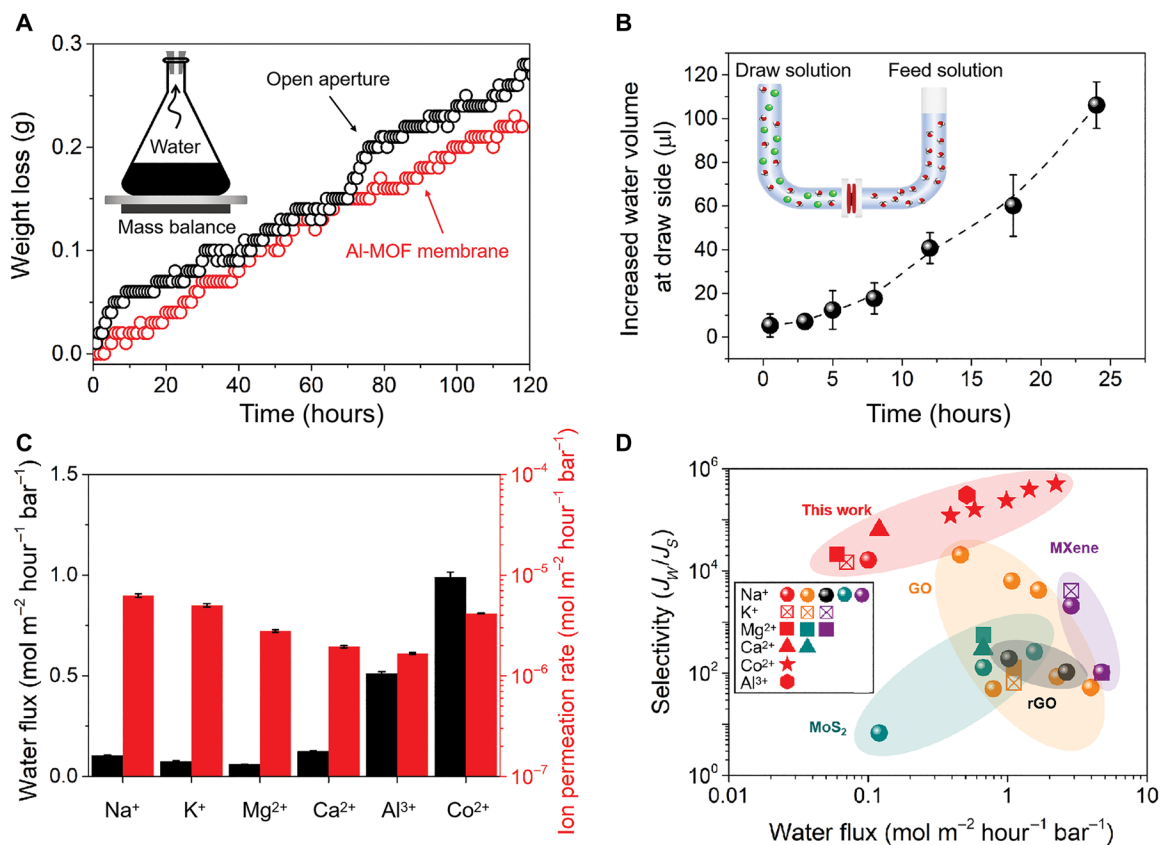 A
0.3
0.2
0.1
0.0
Weight loss (g)
Open aperture
Water
Mass balance
Al-MOF membrane
0 20 40 60 80 100 120
Time (hours)
B
120
100
80
60
40
20
0
Increased water volume
at draw side (μl)
Draw solution Feed solution
0 5 10 15 20 25
Time (hours)
C
1.5
1.0
0.5
0.0
Water flux (mol m⁻² hour⁻¹ bar⁻¹)
10⁻⁴
10⁻⁵
10⁻⁶
10⁻⁷
Ion permeation rate (mol m⁻² hour⁻¹ bar⁻¹)
Na⁺ K⁺ Mg²⁺ Ca²⁺ Al³⁺ Co²⁺
D
10⁶
10⁵
10⁴
10³
10²
10¹
10⁰
Selectivity (J_W/J_S)
This work
MXene
GO
Na⁺
K⁺
Mg²⁺
Ca²⁺
Co²⁺
Al³⁺
rGO
MoS₂
0.01 0.1 1 10
Water flux (mol m⁻² hour⁻¹ bar⁻¹)